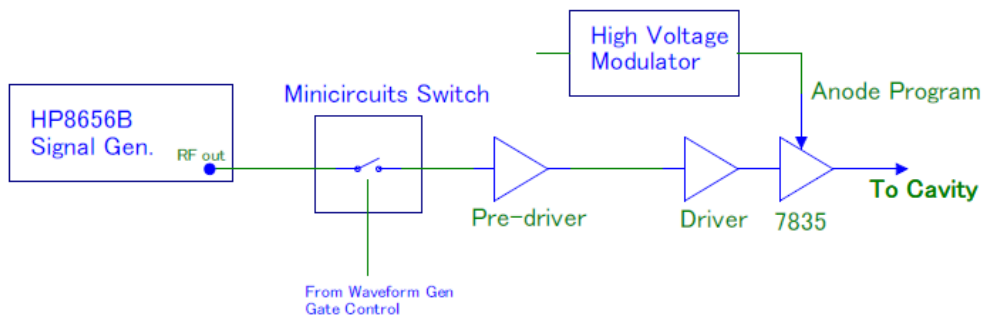 High Voltage
Modulator
Anode Program
Minicircuits Switch
HP8656B
Signal Gen.
RF out
To Cavity
Pre-driver
Driver
7835
From Waveform Gen
Gate Control